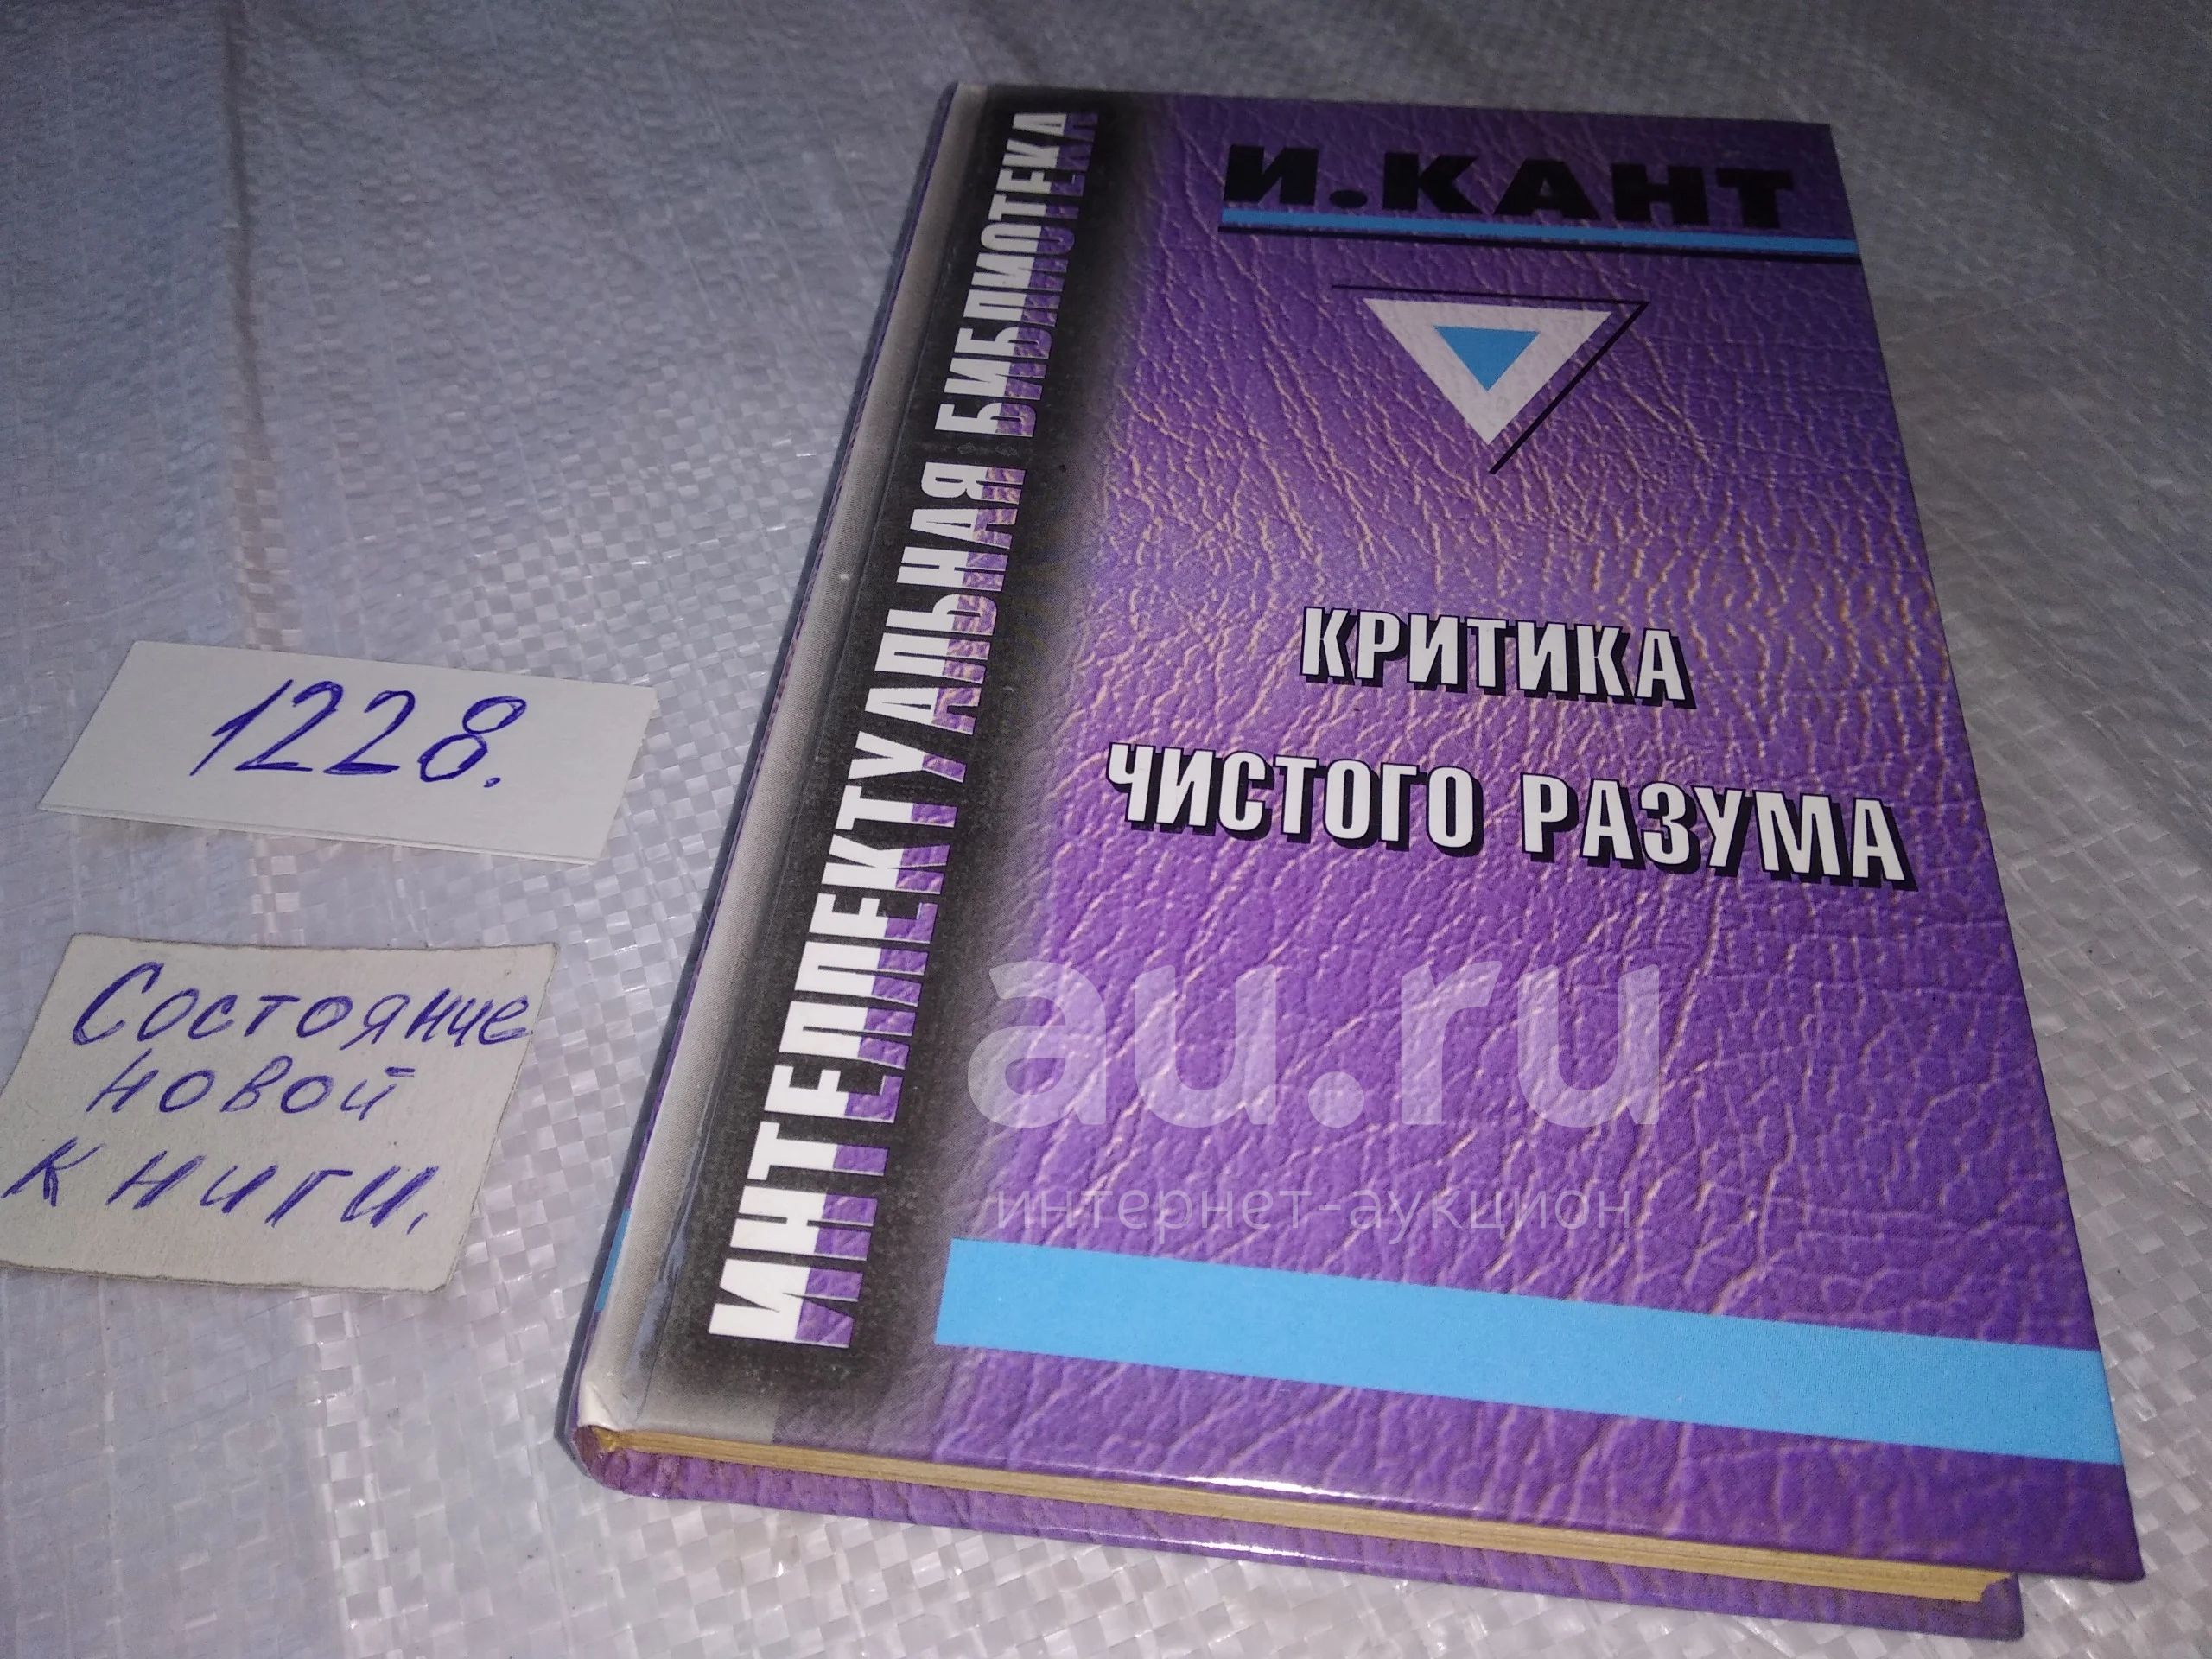 И.КАНТ
ИНТЕЛЛЕКТУАЛЬНАЯ БИБЛИОТЕКА
КРИТИКА
ЧИСТОГО РАЗУМА
1228.
Состояние
новой
книги.
au.ru
интернет-аукцион